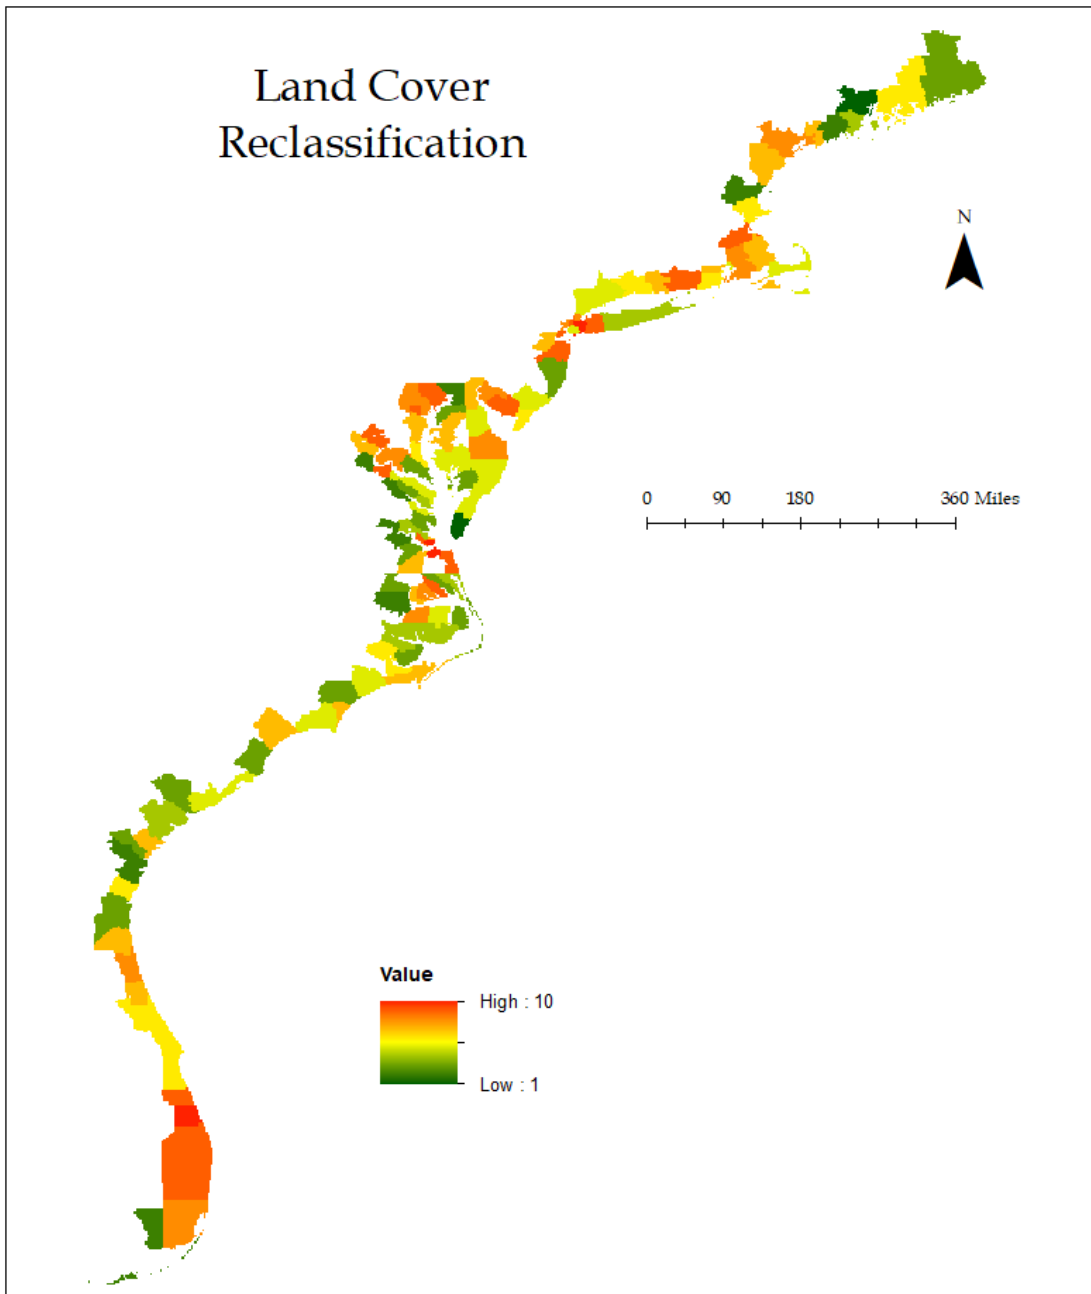 Land Cover
Reclassification
N
0 90 180 360 Miles
Value
High : 10
Low : 1